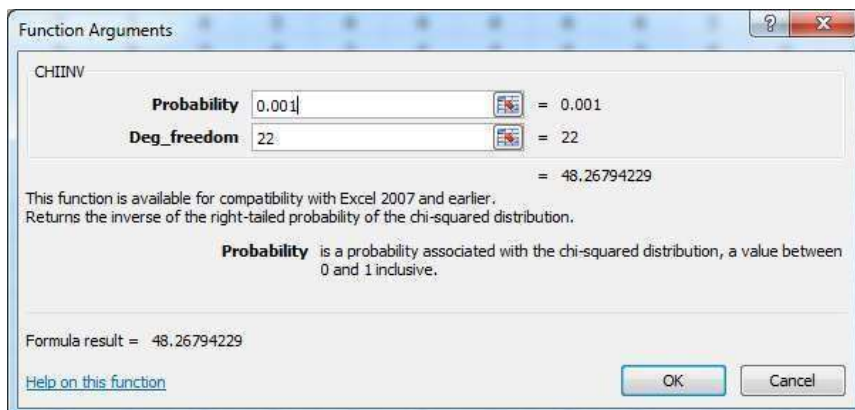 Function Arguments
CHIINV
Probability 0.001 = 0.001
Deg_freedom 22 = 22
= 48.26794229
This function is available for compatibility with Excel 2007 and earlier.
Returns the inverse of the right-tailed probability of the chi-squared distribution.
Probability is a probability associated with the chi-squared distribution, a value between
0 and 1 inclusive.
Formula result = 48.26794229
Help on this function
OK Cancel